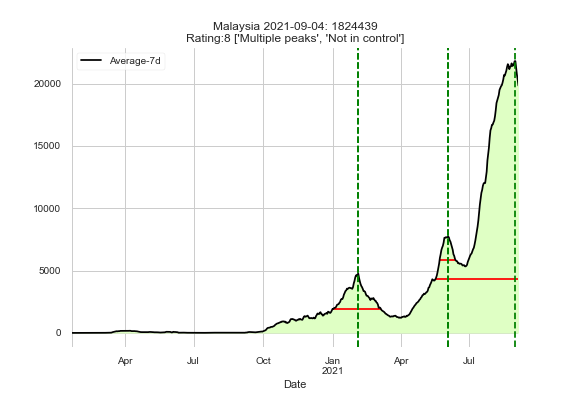 Malaysia 2021-09-04: 1824439
Rating:8 ['Multiple peaks', 'Not in control']
Average-7d
20000
15000
10000
5000
0
Apr Jul Oct Jan Apr Jul
2021
Date